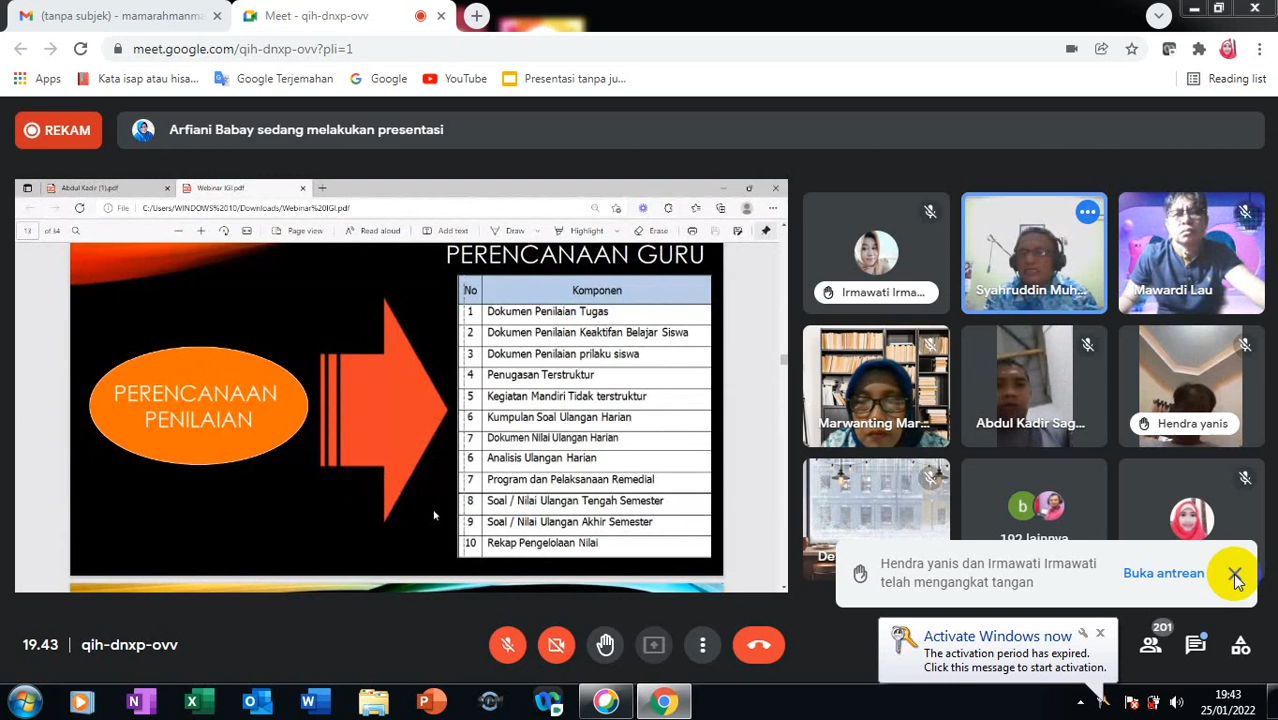 (tanpa subjek) - mamarahmanma
Meet - qih-dnxp-ovv
meet.google.com/qih-dnxp-ovv?pli=1
Apps
Kata isap atau hisa...
Google Terjemahan
Google
YouTube
Presentasi tanpa ju...
Reading list
REKAM
Arfiani Babay sedang melakukan presentasi
Abdul Kadir (1).pdf
Webinar IGI.pdf
File
C:/Users/WINDOWS%2010/Downloads/Webinar%20IGI.pdf
13 of 64
Page view
Read aloud
Add text
Draw
Highlight
Erase
PERENCANAAN GURU
PERENCANAAN
PENILAIAN
No Komponen
1 Dokumen Penilaian Tugas
2 Dokumen Penilaian Keaktifan Belajar Siswa
3 Dokumen Penilaian prilaku siswa
4 Penugasan Terstruktur
5 Kegiatan Mandiri Tidak terstruktur
6 Kumpulan Soal Ulangan Harian
7 Dokumen Nilai Ulangan Harian
6 Analisis Ulangan Harian
7 Program dan Pelaksanaan Remedial
8 Soal / Nilai Ulangan Tengah Semester
9 Soal / Nilai Ulangan Akhir Semester
10 Rekap Pengelolaan Nilai
Irmawati Irma...
Syahruddin Muh...
Mawardi Lau
Marwanting Mar...
Abdul Kadir Sag...
Hendra yanis
b
192 lainnya
Hendra yanis dan Irmawati Irmawati
telah mengangkat tangan
Buka antrean
Activate Windows now
The activation period has expired.
Click this message to start activation.
19.43
qih-dnxp-ovv
201
19:43
25/01/2022